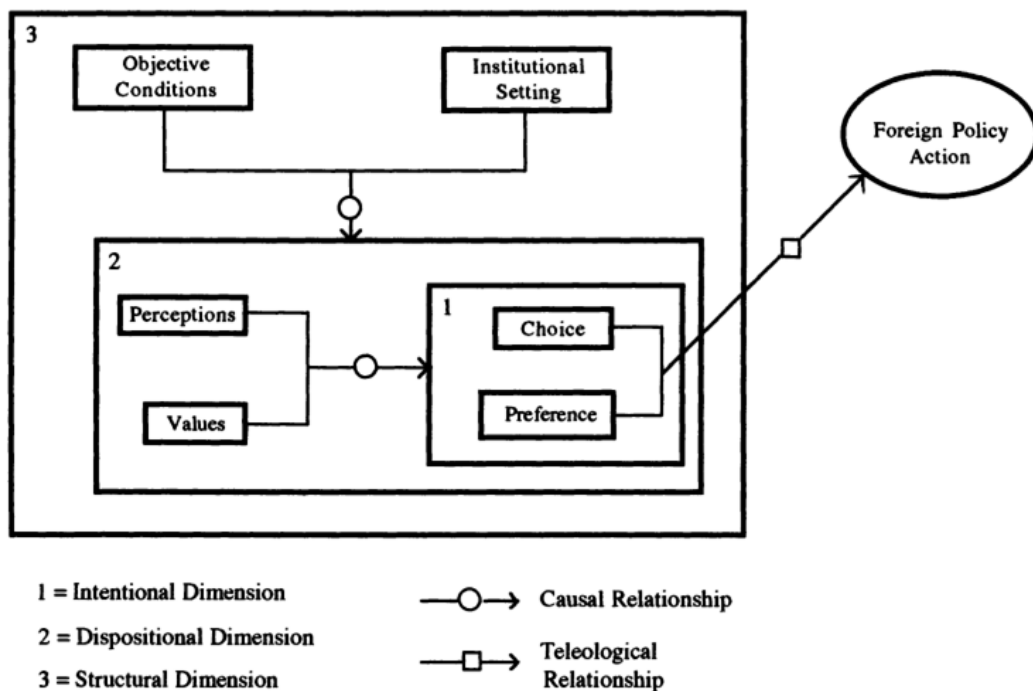 3
Objective
Conditions
Institutional
Setting
Foreign Policy
Action
2
Perceptions
Values
1
Choice
Preference
1 = Intentional Dimension
2 = Dispositional Dimension
3 = Structural Dimension
Causal Relationship
Teleological
Relationship